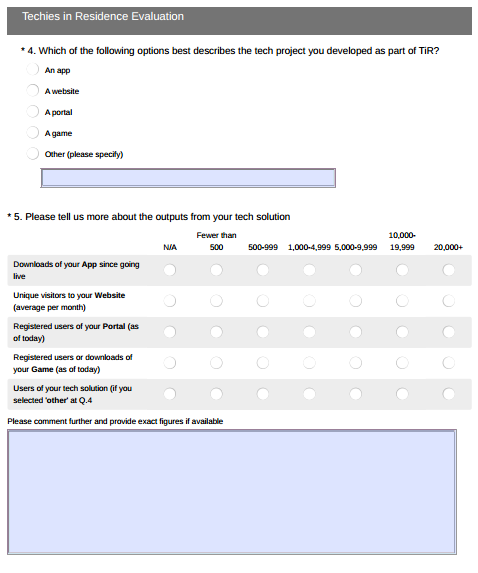 Techies in Residence Evaluation
* 4. Which of the following options best describes the tech project you developed as part of TiR?
An app
A website
A portal
A game
Other (please specify)
* 5. Please tell us more about the outputs from your tech solution
N/A Fewer than 500 500-999 1,000-4,999 5,000-9,999 10,000-19,999 20,000+
Downloads of your App since going
live
Unique visitors to your Website
(average per month)
Registered users of your Portal (as
of today)
Registered users or downloads of
your Game (as of today)
Users of your tech solution (if you
selected 'other' at Q.4
Please comment further and provide exact figures if available